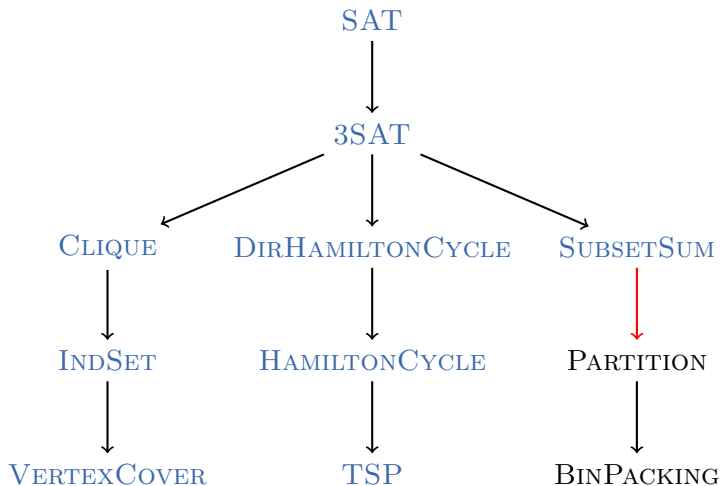 SAT
3SAT
CLIQUE DIRHAMILTONCYCLE SUBSETSUM
INDSET HAMILTONCYCLE PARTITION
VERTEXCOVER TSP BINPACKING